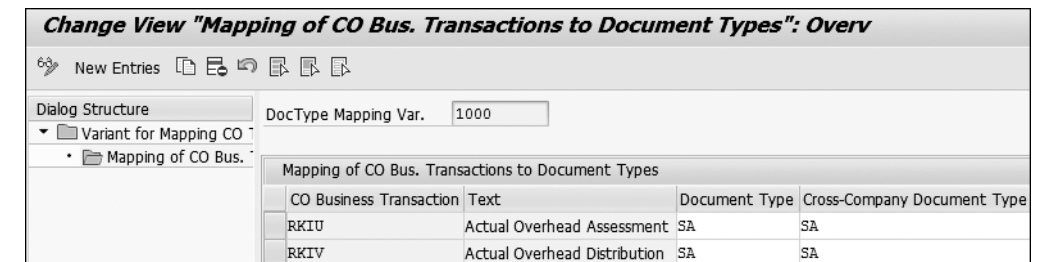 Change View "Mapping of CO Bus. Transactions to Document Types": Overv
New Entries
Dialog Structure
DocType Mapping Var. 1000
Variant for Mapping CO
Mapping of CO Bus.
Mapping of CO Bus. Transactions to Document Types
CO Business Transaction Text Document Type Cross-Company Document Type
RKIU Actual Overhead Assessment SA SA
RKIV Actual Overhead Distribution SA SA